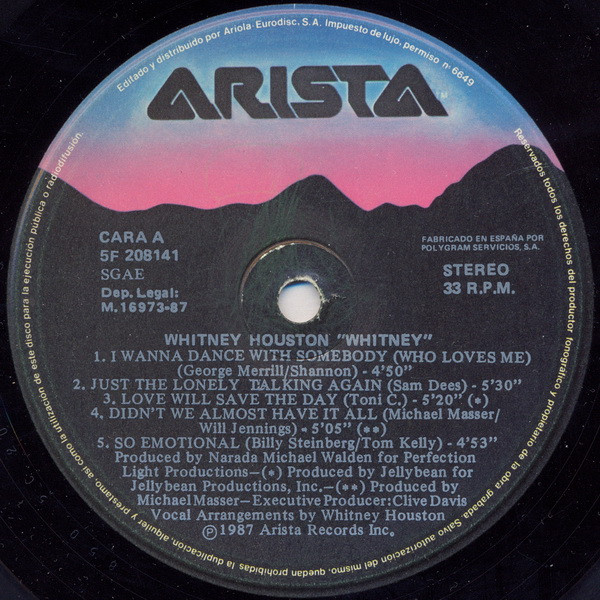 Editado y distribuido por Ariola-Eurodisc. S.A. Impuesto de lujo, permiso nº 6649
ARISTA™
Reservados todos los derechos del productor fonográfico y propietario de la obra grabada. Salvo autorización del mismo, quedan prohibidas la duplicación, alquiler y préstamo, así como la utilización de este disco para la ejecución pública o radiodifusión.
CARA A
5F 208141
SGAE
Dep. Legal:
M.16973-87
FABRICADO EN ESPAÑA POR
POLYGRAM SERVICIOS, S.A.
STEREO
33 R.P.M.
WHITNEY HOUSTON "WHITNEY"
1. I WANNA DANCE WITH SOMEBODY (WHO LOVES ME)
(George Merrill/Shannon) - 4'50"
2. JUST THE LONELY TALKING AGAIN (Sam Dees) - 5'30"
3. LOVE WILL SAVE THE DAY (Toni C.) - 5'20" (*)
4. DIDN'T WE ALMOST HAVE IT ALL (Michael Masser/
Will Jennings) - 5'05" (**)
5. SO EMOTIONAL (Billy Steinberg/Tom Kelly) - 4'53"
Produced by Narada Michael Walden for Perfection
Light Productions-(*) Produced by Jellybean for
Jellybean Productions, Inc.-(**) Produced by
Michael Masser-Executive Producer:Clive Davis
Vocal Arrangements by Whitney Houston
℗1987 Arista Records Inc.